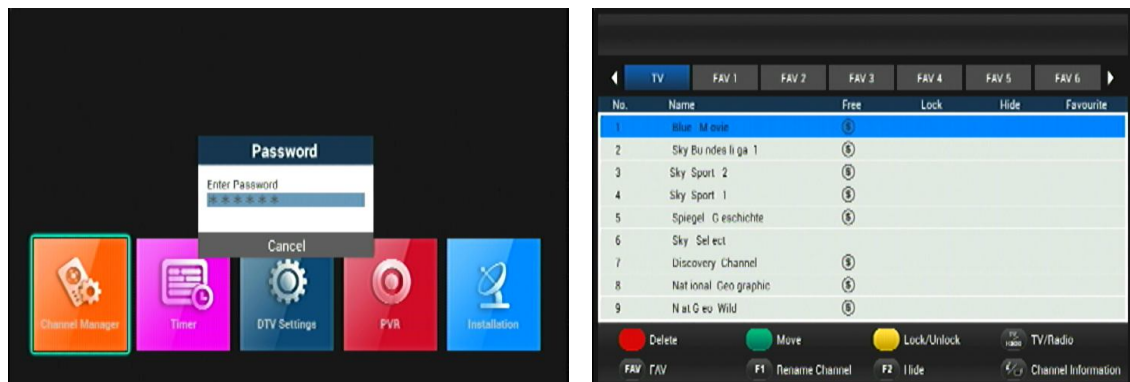 Password
Enter Password
******
Cancel
Channel Manager
Timer
DTV Settings
PVR
Installation
TV FAV 1 FAV 2 FAV 3 FAV 4 FAV 5 FAV 6
No. Name Free Lock Hide Favourite
1 Blue Movie $
2 Sky Bundesliga 1 $
3 Sky Sport 2 $
4 Sky Sport 1 $
5 Spiegel Geschichte $
6 Sky Select
7 Discovery Channel $
8 National Geographic $
9 NatGeo Wild $
Delete Move Lock/Unlock TV/Radio
FAV FAV F1 Rename Channel F2 Hide Channel Information